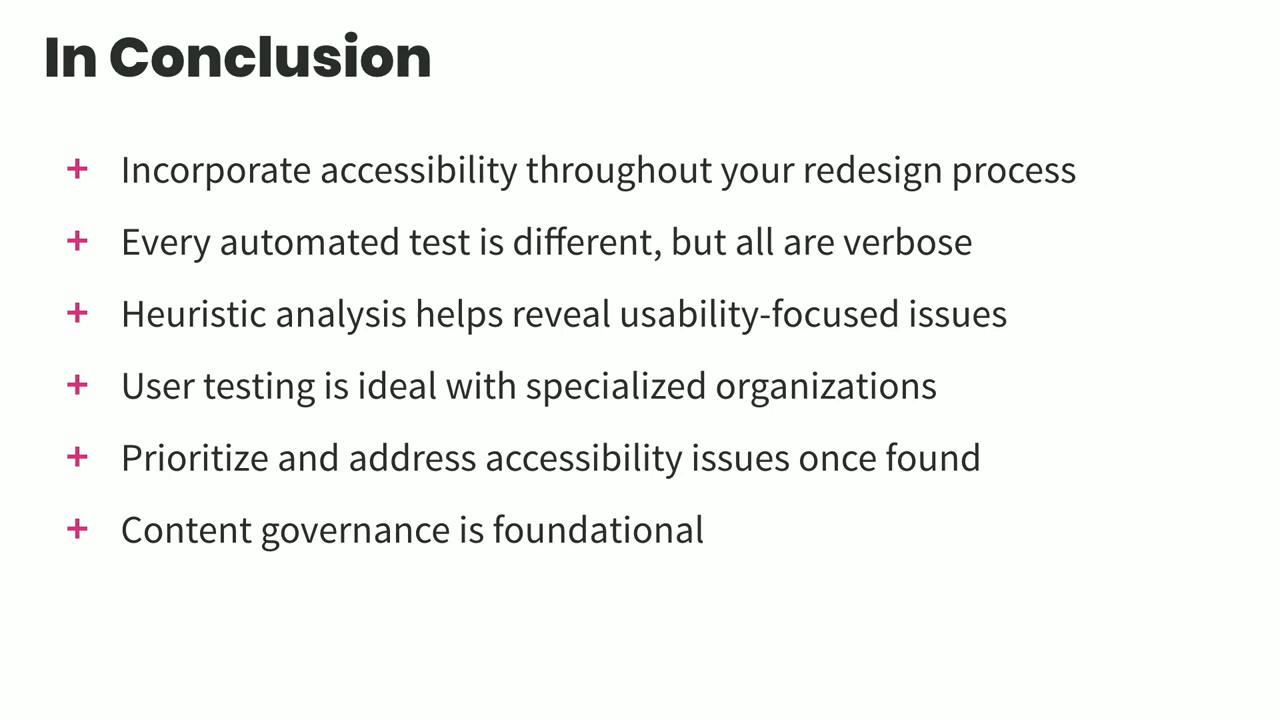 In Conclusion
+ Incorporate accessibility throughout your redesign process
+ Every automated test is different, but all are verbose
+ Heuristic analysis helps reveal usability-focused issues
+ User testing is ideal with specialized organizations
+ Prioritize and address accessibility issues once found
+ Content governance is foundational